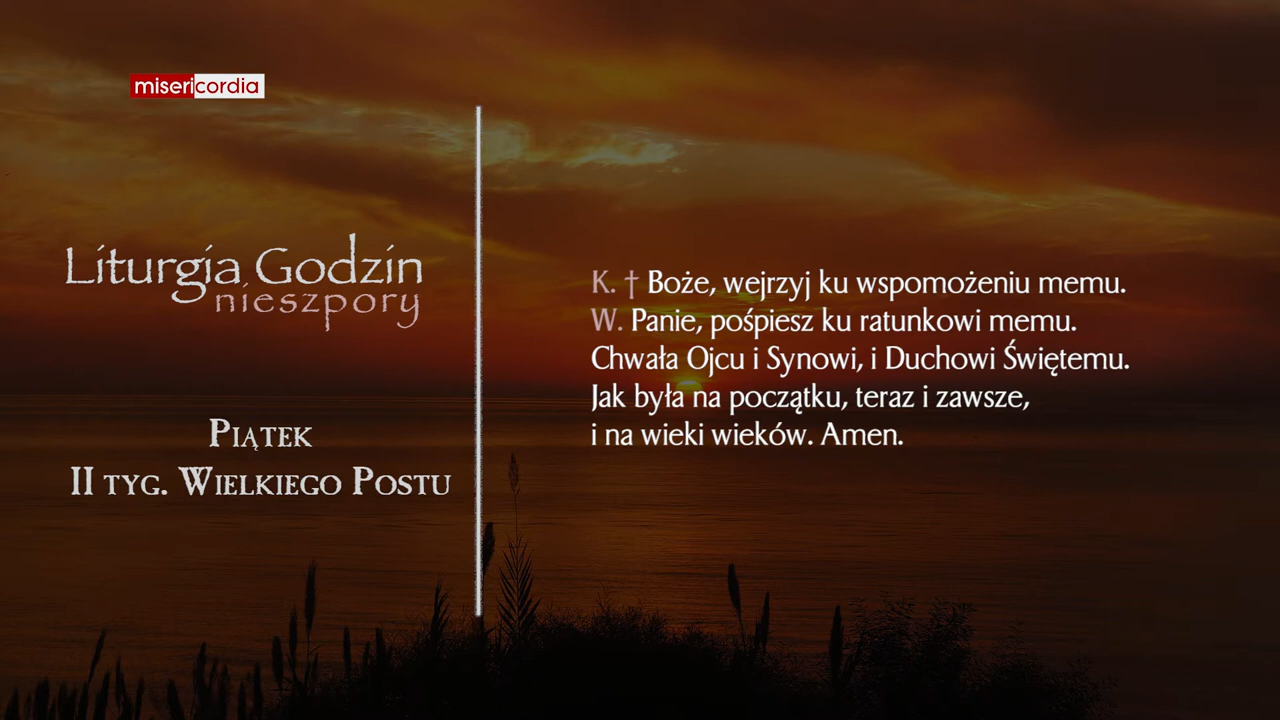 misericordia
Liturgia Godzin
nieszpory
Piątek
II tyg. Wielkiego Postu
K. † Boże, wejrzyj ku wspomożeniu memu.
W. Panie, pośpiesz ku ratunkowi memu.
Chwała Ojcu i Synowi, i Duchowi Świętemu.
Jak była na początku, teraz i zawsze,
i na wieki wieków. Amen.